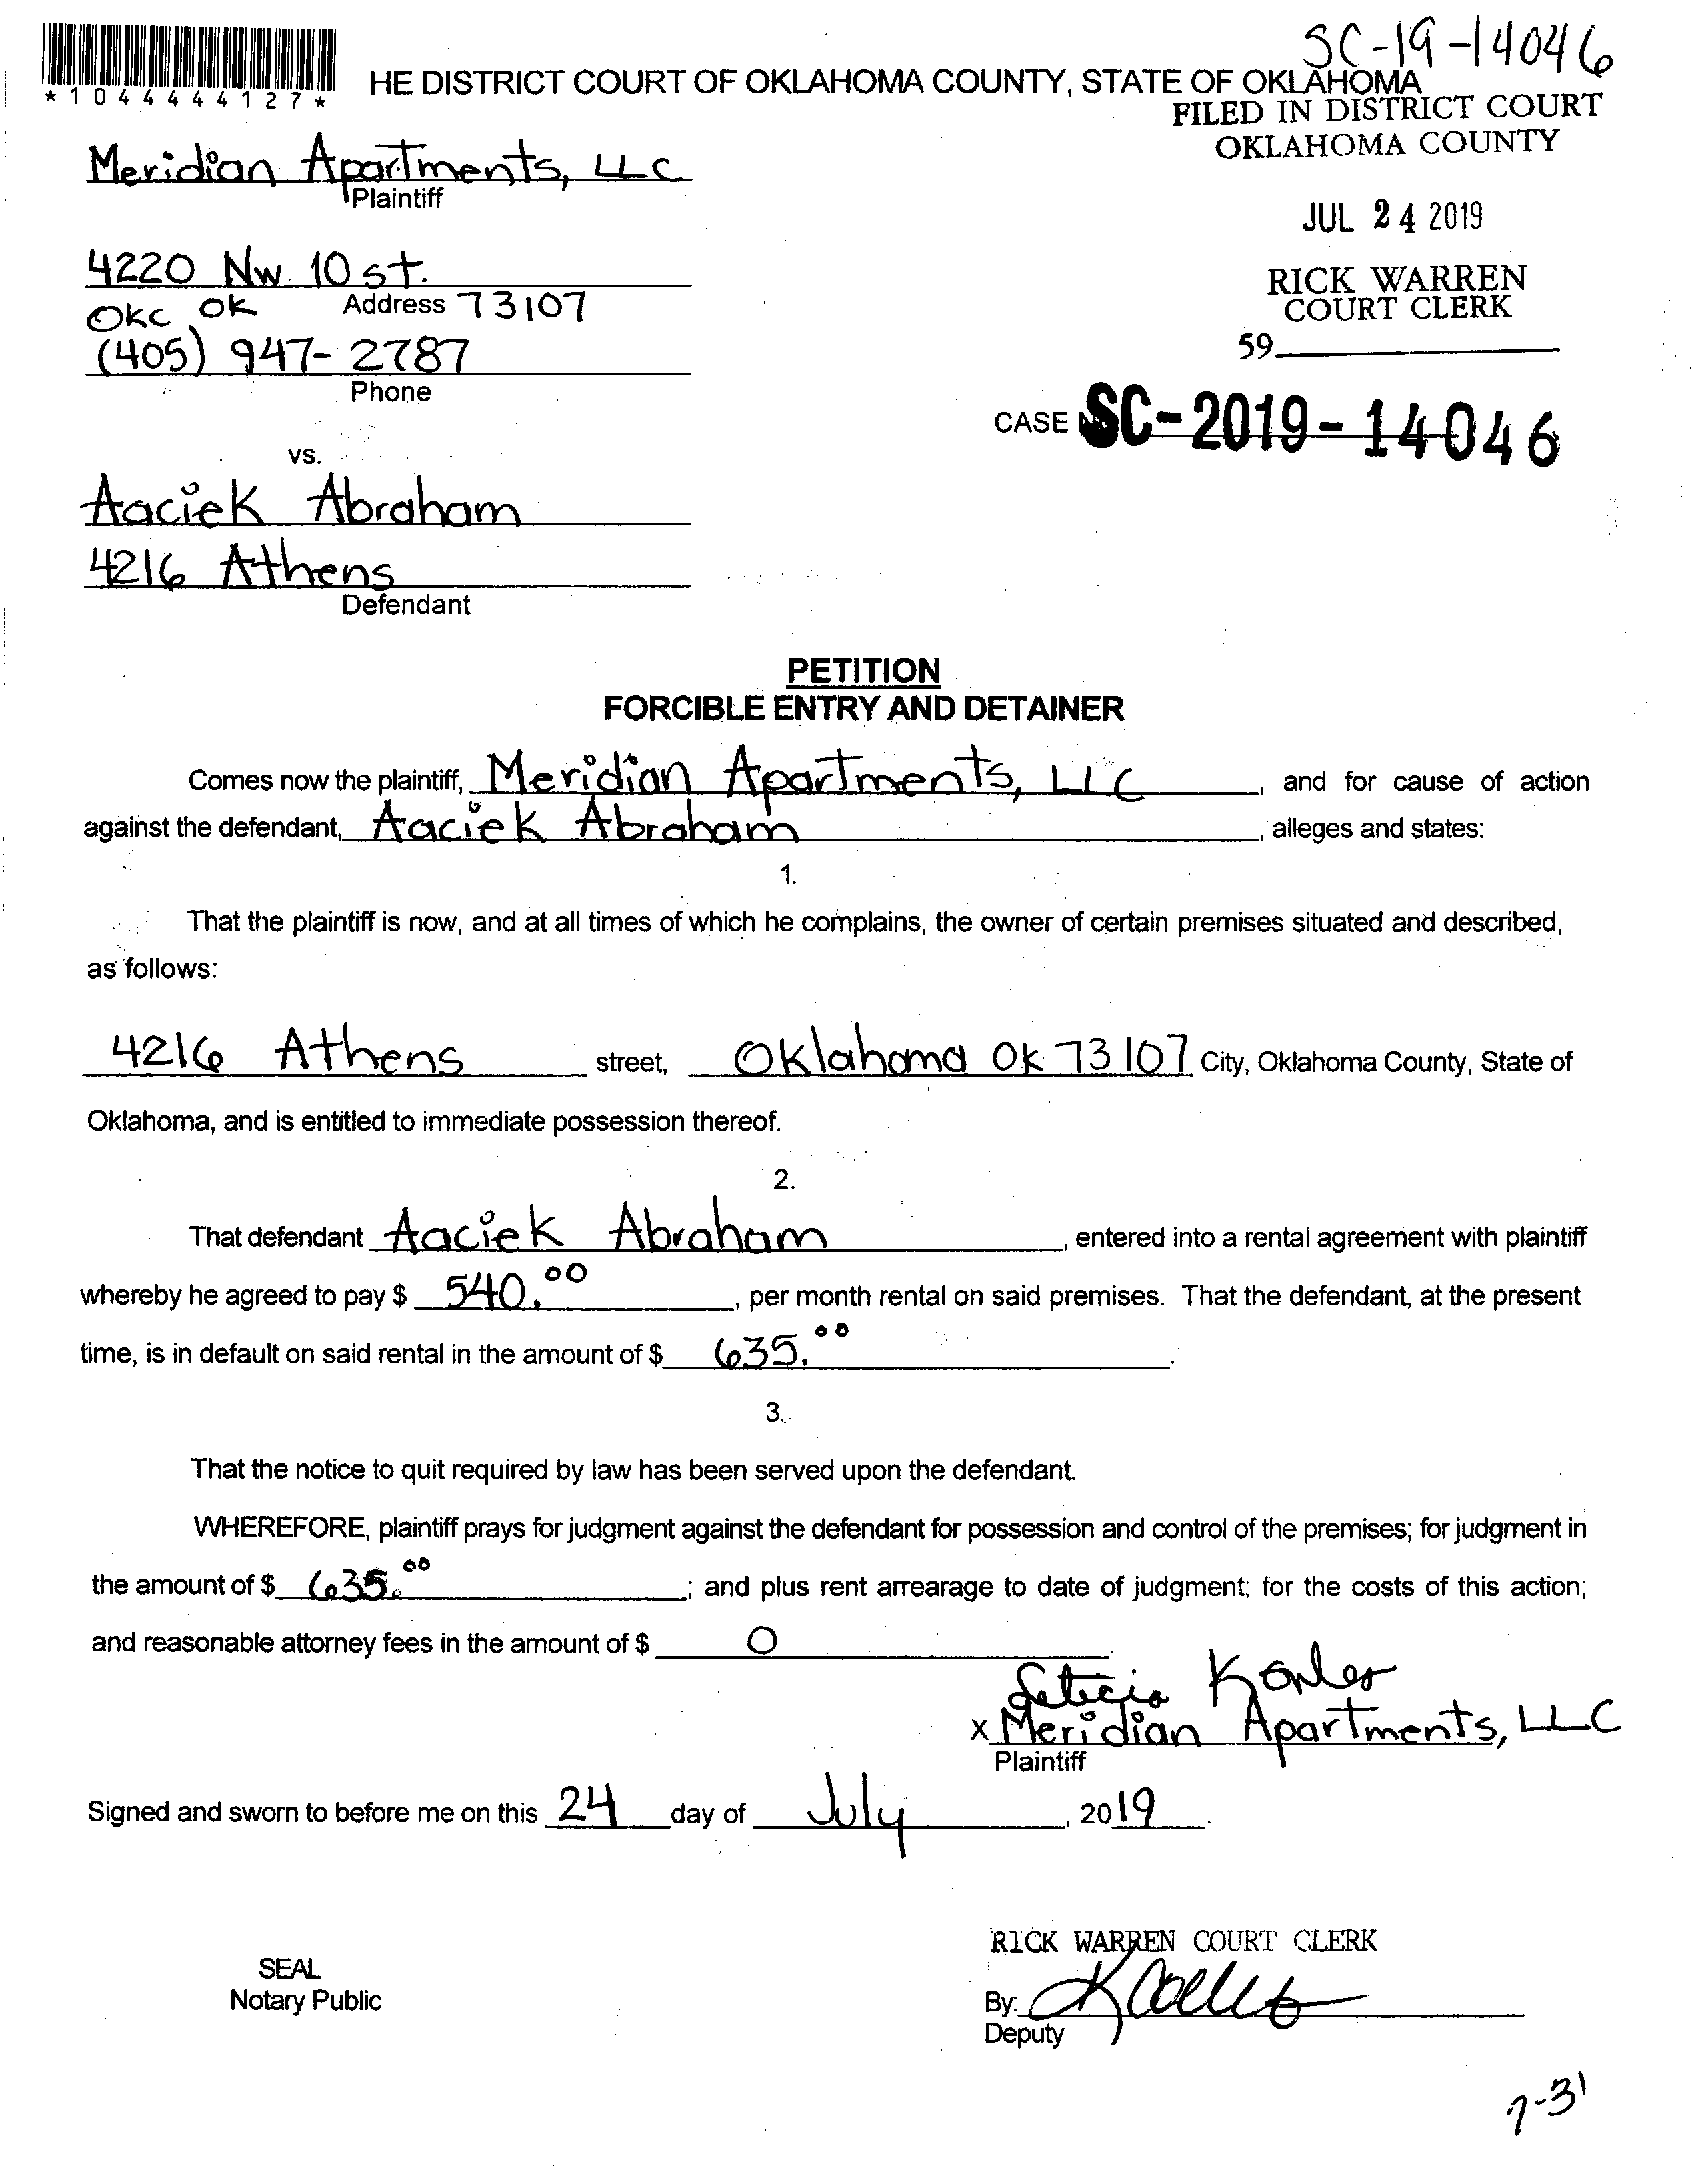 SC-19-14046
*1044444127*
HE DISTRICT COURT OF OKLAHOMA COUNTY, STATE OF OKLAHOMA
FILED IN DISTRICT COURT
OKLAHOMA COUNTY
Meridian Apartments, LLC
Plaintiff
JUL 24 2019
4220 NW 10 st.
RICK WARREN
COURT CLERK
OKC OK Address 73107
59
(405) 947-2787
Phone
CASE SC-2019-14046
vs.
Aaciek Abraham
4216 Athens
Defendant
PETITION
FORCIBLE ENTRY AND DETAINER
Comes now the plaintiff, Meridian Apartments, LLC, and for cause of action
against the defendant, Aaciek Abraham, alleges and states:
1.
That the plaintiff is now, and at all times of which he complains, the owner of certain premises situated and described,
as follows:
4216 Athens street, Oklahoma OK 73107 City, Oklahoma County, State of
Oklahoma, and is entitled to immediate possession thereof.
2.
That defendant Aaciek Abraham, entered into a rental agreement with plaintiff
whereby he agreed to pay $ 540.00, per month rental on said premises. That the defendant, at the present
time, is in default on said rental in the amount of $ 635.00.
3.
That the notice to quit required by law has been served upon the defendant.
WHEREFORE, plaintiff prays for judgment against the defendant for possession and control of the premises; for judgment in
the amount of $ 635.00; and plus rent arrearage to date of judgment; for the costs of this action;
and reasonable attorney fees in the amount of $ 0.
Leticia
x Meridian Apartments, LLC
Plaintiff
Signed and sworn to before me on this 24 day of July, 2019.
RICK WARREN COURT CLERK
SEAL
Notary Public
By:
Deputy
7-31